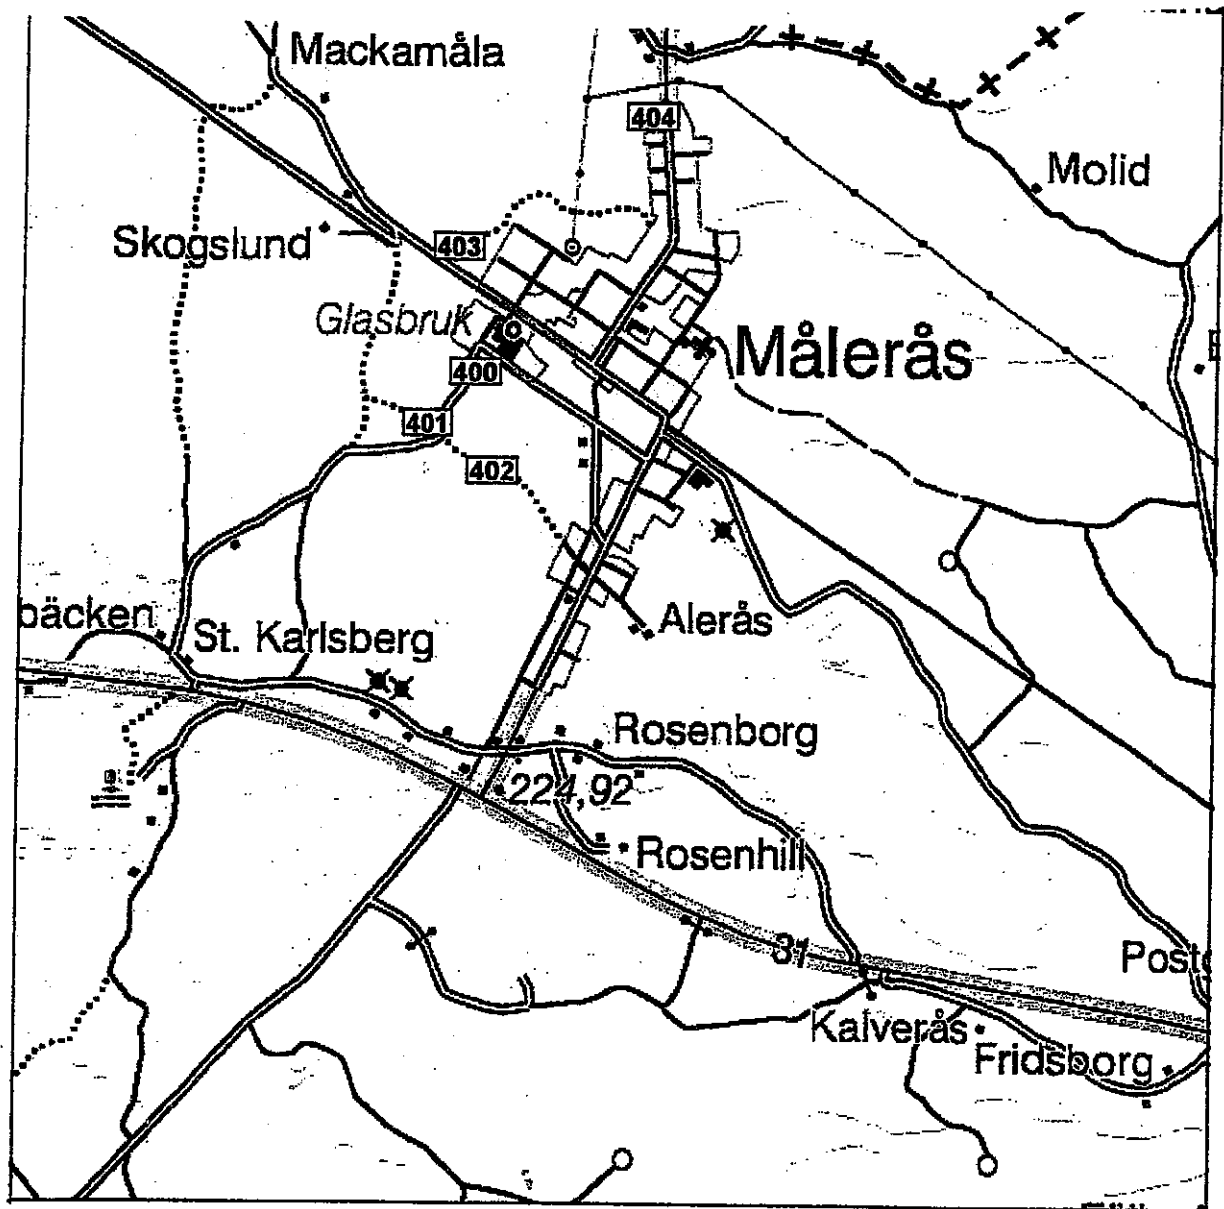 Mackamåla
404
Molid
Skogslund
403
Glasbruk
Målerås
400
401
402
bäcken
St. Karlsberg
Alerås
Rosenborg
224,92
Rosenhill
31
Kalverås
Fridsborg